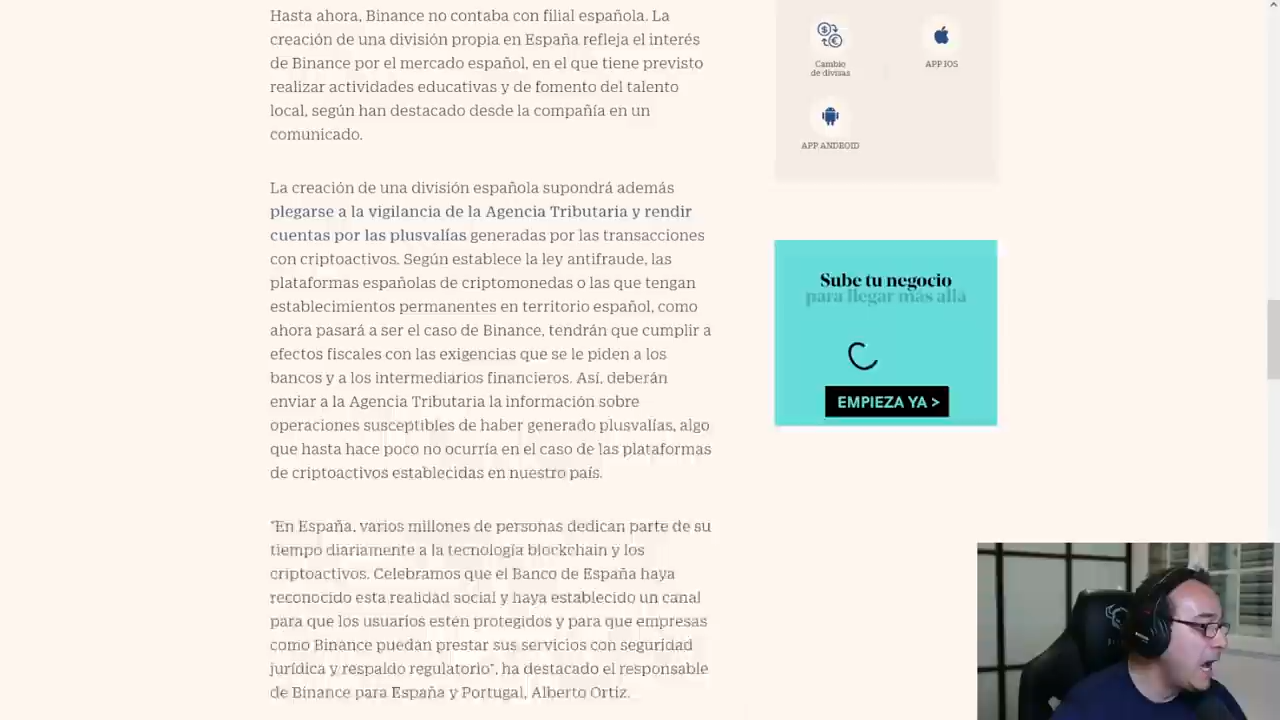 Hasta ahora, Binance no contaba con filial española. La
creación de una división propia en España refleja el interés
de Binance por el mercado español, en el que tiene previsto
realizar actividades educativas y de fomento del talento
local, según han destacado desde la compañía en un
comunicado.
La creación de una división española supondrá además
plegarse a la vigilancia de la Agencia Tributaria y rendir
cuentas por las plusvalías generadas por las transacciones
con criptoactivos. Según establece la ley antifraude, las
plataformas españolas de criptomonedas o las que tengan
establecimientos permanentes en territorio español, como
ahora pasará a ser el caso de Binance, tendrán que cumplir a
efectos fiscales con las exigencias que se le piden a los
bancos y a los intermediarios financieros. Así, deberán
enviar a la Agencia Tributaria la información sobre
operaciones susceptibles de haber generado plusvalías, algo
que hasta hace poco no ocurría en el caso de las plataformas
de criptoactivos establecidas en nuestro país.
"En España, varios millones de personas dedican parte de su
tiempo diariamente a la tecnología blockchain y los
criptoactivos. Celebramos que el Banco de España haya
reconocido esta realidad social y haya establecido un canal
para que los usuarios estén protegidos y para que empresas
como Binance puedan prestar sus servicios con seguridad
jurídica y respaldo regulatorio", ha destacado el responsable
de Binance para España y Portugal, Alberto Ortiz.
Cambio
de divisas
APP IOS
APP ANDROID
Sube tu negocio
para llegar más allá
EMPIEZA YA >